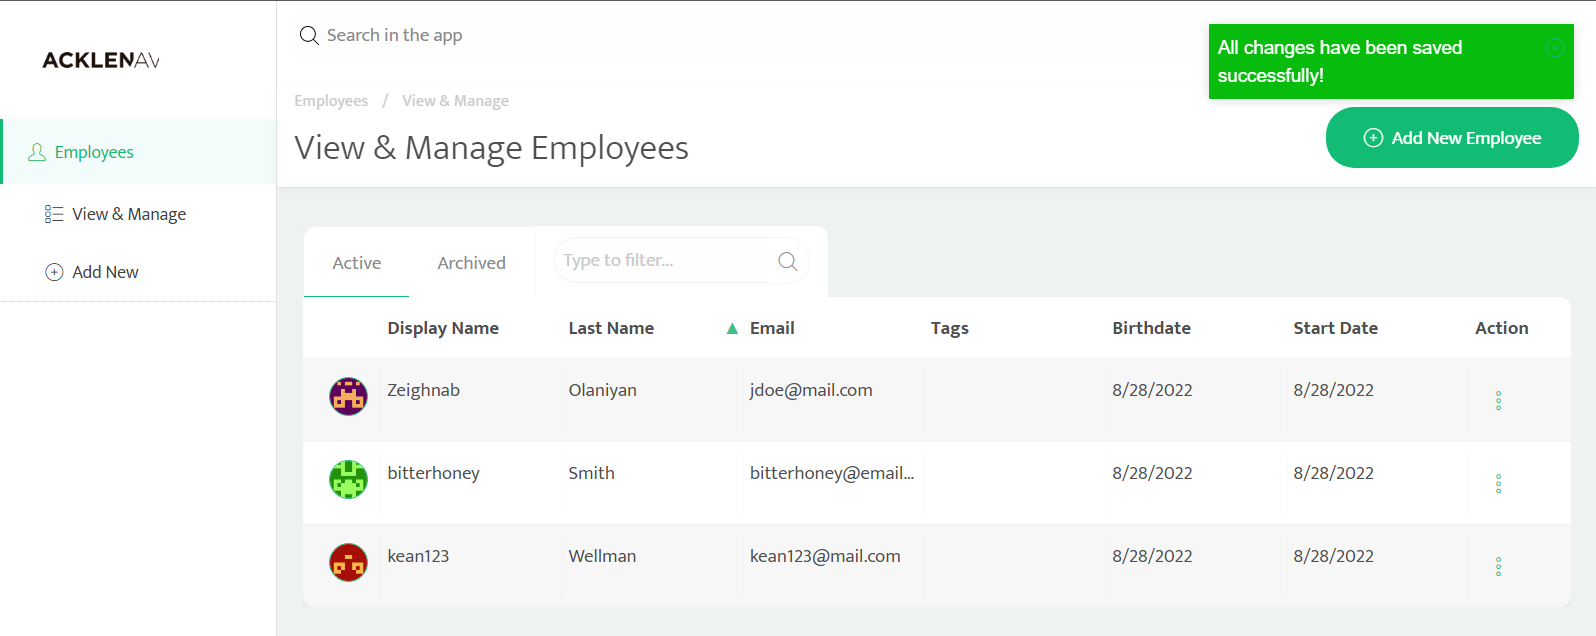 ACKLENAV
Search in the app
All changes have been saved
successfully!
Employees / View & Manage
View & Manage Employees
Add New Employee
Employees
View & Manage
Add New
Active
Archived
Type to filter...
Display Name Last Name Email Tags Birthdate Start Date Action
Zeighnab Olaniyan jdoe@mail.com 8/28/2022 8/28/2022
bitterhoney Smith bitterhoney@email... 8/28/2022 8/28/2022
kean123 Wellman kean123@mail.com 8/28/2022 8/28/2022